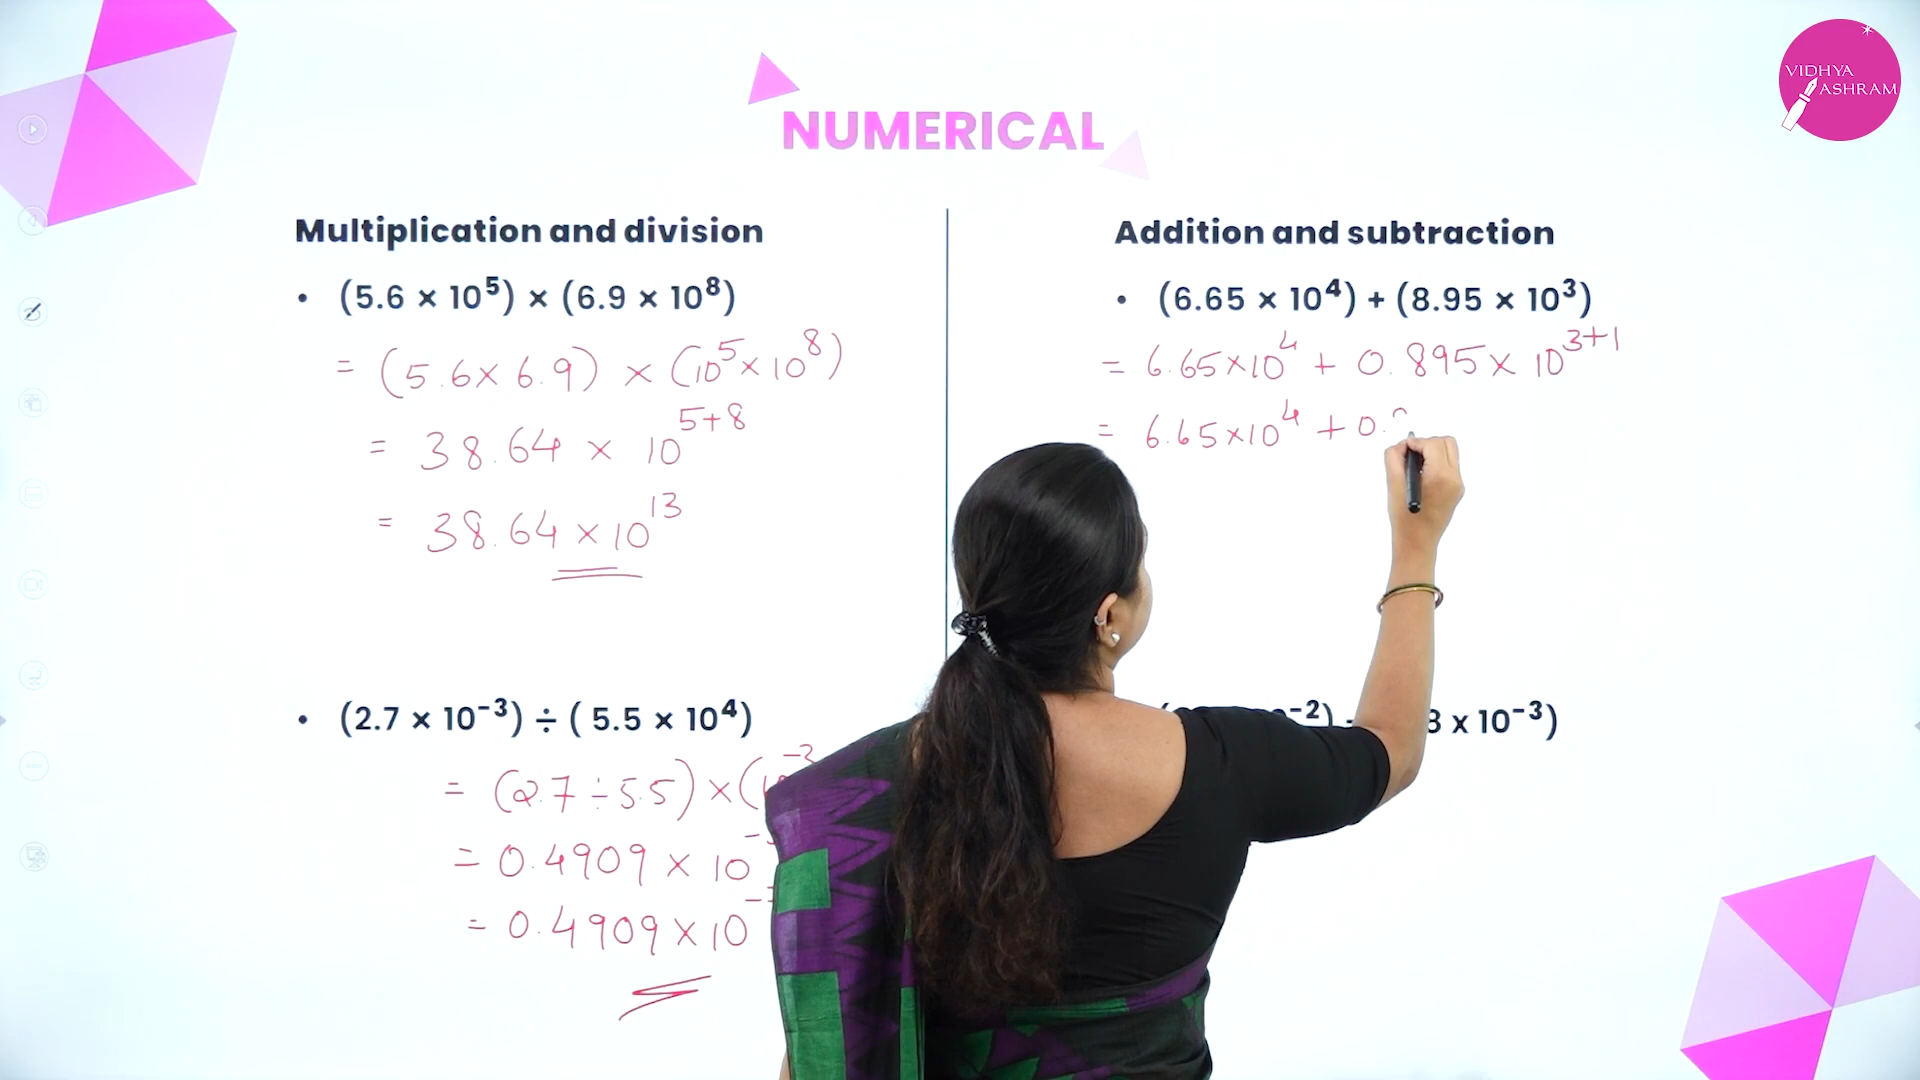 VIDHYA
ASHRAM
NUMERICAL
Multiplication and division
• (5.6 × 10⁵) × (6.9 × 10⁸)
= (5.6 × 6.9) × (10⁵ × 10⁸)
= 38.64 × 10⁵⁺⁸
= 38.64 × 10¹³
• (2.7 × 10⁻³) ÷ ( 5.5 × 10⁴)
= (2.7 ÷ 5.5) × (
= 0.4909 × 10
= 0.4909 × 10
Addition and subtraction
• (6.65 × 10⁴) + (8.95 × 10³)
= 6.65 × 10⁴ + 0.895 × 10³⁺¹
= 6.65 × 10⁴ + 0.
⁻²) x 10⁻³)